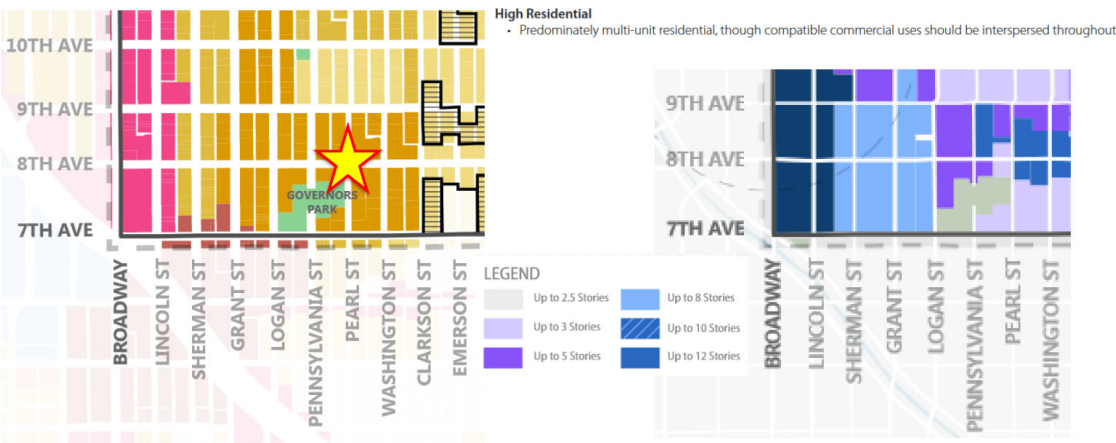 High Residential
• Predominately multi-unit residential, though compatible commercial uses should be interspersed throughout
10TH AVE
9TH AVE
8TH AVE
7TH AVE
GOVERNORS
PARK
BROADWAY
LINCOLN ST
SHERMAN ST
GRANT ST
LOGAN ST
PENNSYLVANIA ST
PEARL ST
WASHINGTON ST
CLARKSON ST
EMERSON ST
LEGEND
Up to 2.5 Stories
Up to 8 Stories
Up to 3 Stories
Up to 10 Stories
Up to 5 Stories
Up to 12 Stories
9TH AVE
8TH AVE
7TH AVE
BROADWAY
LINCOLN ST
SHERMAN ST
GRANT ST
LOGAN ST
PENNSYLVANIA ST
PEARL ST
WASHINGTON ST